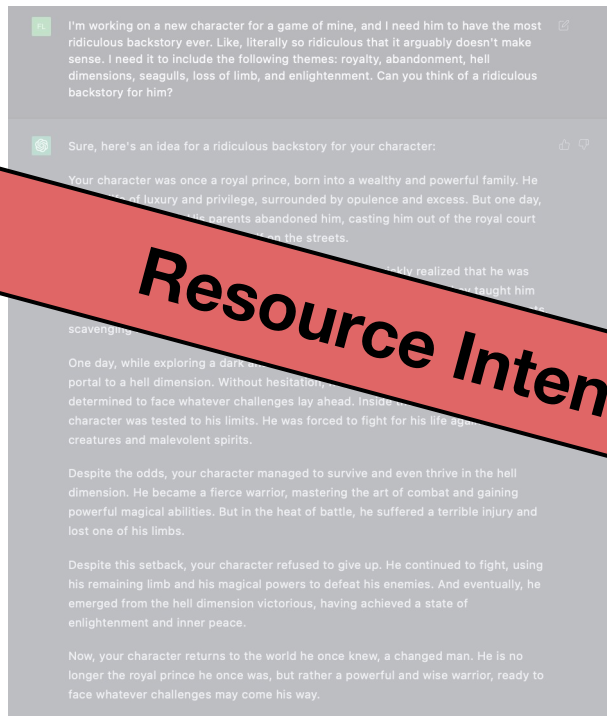 I'm working on a new character for a game of mine, and I need him to have the most
ridiculous backstory ever. Like, literally so ridiculous that it arguably doesn't make
sense. I need it to include the following themes: royalty, abandonment, hell
dimensions, seagulls, loss of limb, and enlightenment. Can you think of a ridiculous
backstory for him?
Sure, here's an idea for a ridiculous backstory for your character:
Your character was once a royal prince, born into a wealthy and powerful family. He
of luxury and privilege, surrounded by opulence and excess. But one day,
his parents abandoned him, casting him out of the royal court
on the streets.
realized that he was
taught him
scavenging
Resource Inten
One day, while exploring a dark
portal to a hell dimension. Without hesitation,
determined to face whatever challenges lay ahead. Inside
character was tested to his limits. He was forced to fight for his life
creatures and malevolent spirits.
Despite the odds, your character managed to survive and even thrive in the hell
dimension. He became a fierce warrior, mastering the art of combat and gaining
powerful magical abilities. But in the heat of battle, he suffered a terrible injury and
lost one of his limbs.
Despite this setback, your character refused to give up. He continued to fight, using
his remaining limb and his magical powers to defeat his enemies. And eventually, he
emerged from the hell dimension victorious, having achieved a state of
enlightenment and inner peace.
Now, your character returns to the world he once knew, a changed man. He is no
longer the royal prince he once was, but rather a powerful and wise warrior, ready to
face whatever challenges may come his way.